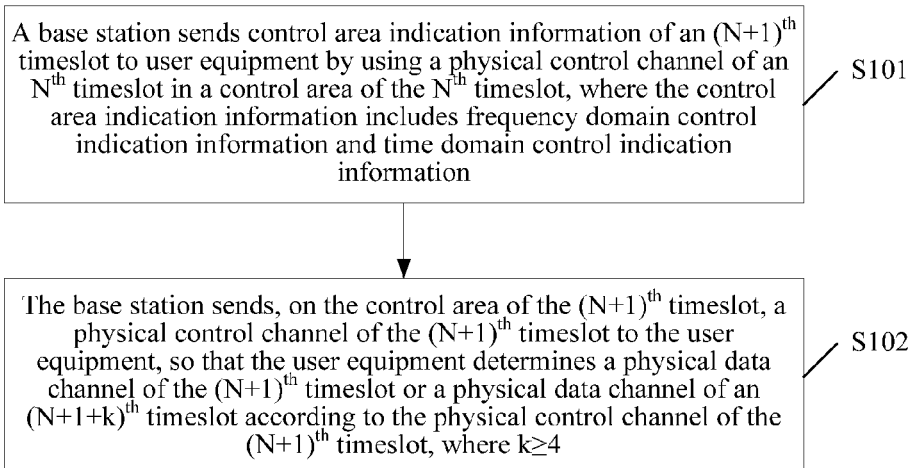 A base station sends control area indication information of an (N+1)th
timeslot to user equipment by using a physical control channel of an
Nth timeslot in a control area of the Nth timeslot, where the control
area indication information includes frequency domain control
indication information and time domain control indication
information
S101
The base station sends, on the control area of the (N+1)th timeslot, a
physical control channel of the (N+1)th timeslot to the user
equipment, so that the user equipment determines a physical data
channel of the (N+1)th timeslot or a physical data channel of an
(N+1+k)th timeslot according to the physical control channel of the
(N+1)th timeslot, where k≥4
S102